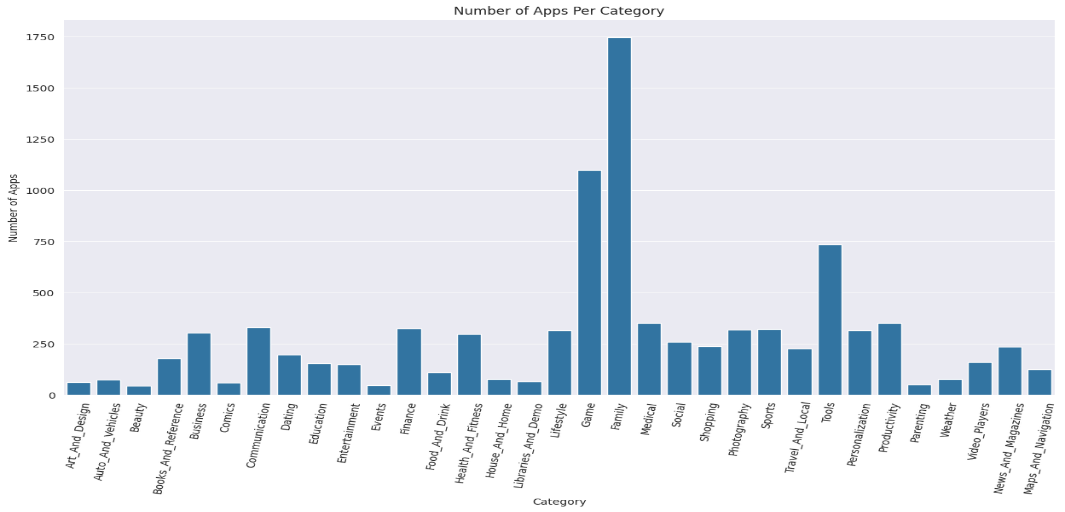 Number of Apps Per Category
Number of Apps
1750
1500
1250
1000
750
500
250
0
Art_And_Design
Auto_And_Vehicles
Beauty
Books_And_Reference
Business
Comics
Communication
Dating
Education
Entertainment
Events
Finance
Food_And_Drink
Health_And_Fitness
House_And_Home
Libraries_And_Demo
Lifestyle
Game
Family
Medical
Social
Shopping
Photography
Sports
Travel_And_Local
Tools
Personalization
Productivity
Parenting
Weather
Video_Players
News_And_Magazines
Maps_And_Navigation
Category